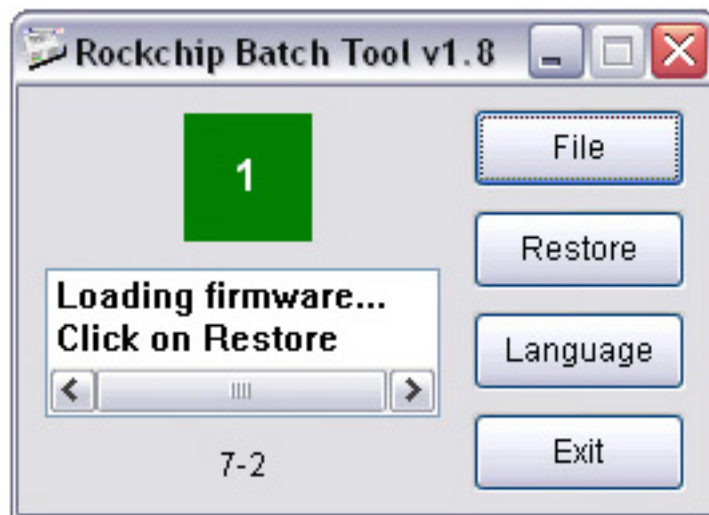 Rockchip Batch Tool v1.8
1
File
Restore
Loading firmware...
Click on Restore
Language
7-2
Exit